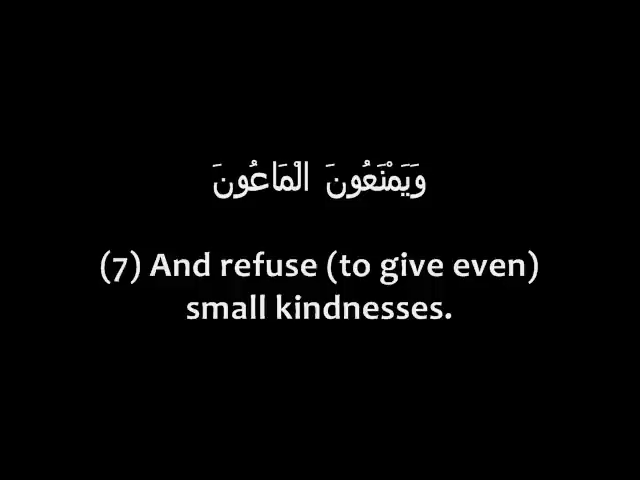 وَيَمْنَعُونَ الْمَاعُونَ
(7) And refuse (to give even)
small kindnesses.